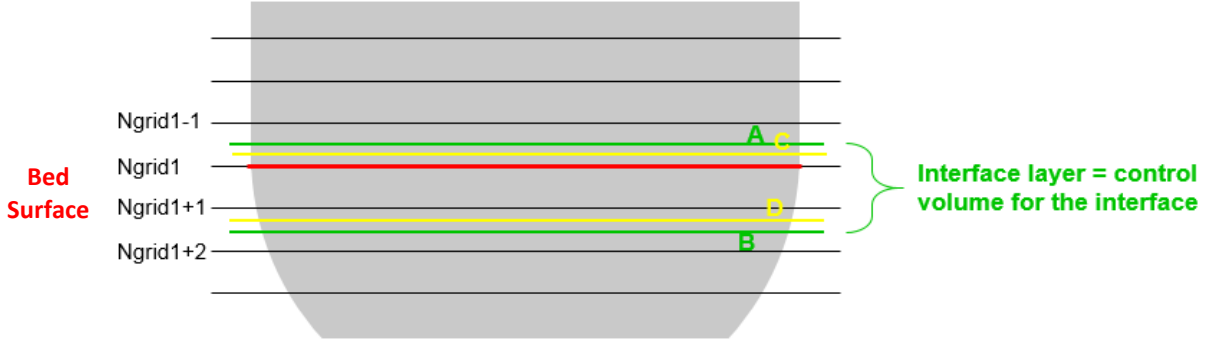 Ngrid1-1
A
C
Ngrid1
Bed
Surface
Interface layer = control
volume for the interface
Ngrid1+1
D
B
Ngrid1+2